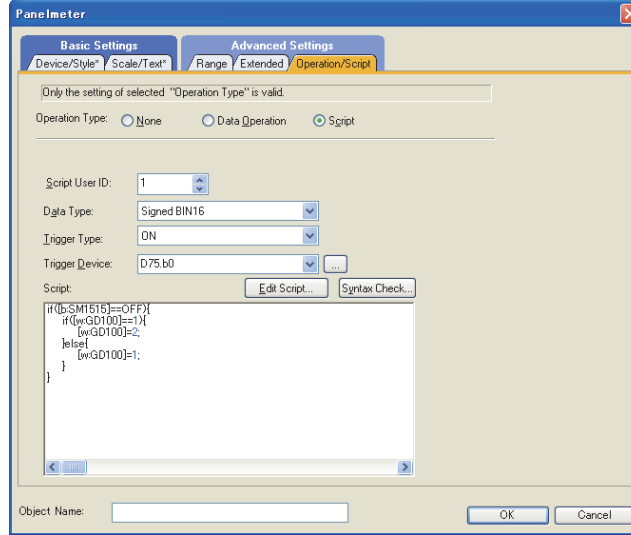 Panelmeter
Basic Settings
Advanced Settings
Device/Style* Scale/Text* Range Extended Operation/Script
Only the setting of selected "Operation Type" is valid.
Operation Type: None Data Operation Script
Script User ID: 1
Data Type: Signed BIN16
Trigger Type: ON
Trigger Device: D75.b0 ...
Script: Edit Script... Syntax Check...
if([b:SM1515]==OFF){
if([w:GD100]==1){
[w:GD100]=2;
}else{
[w:GD100]=1;
}
}
Object Name:
OK Cancel